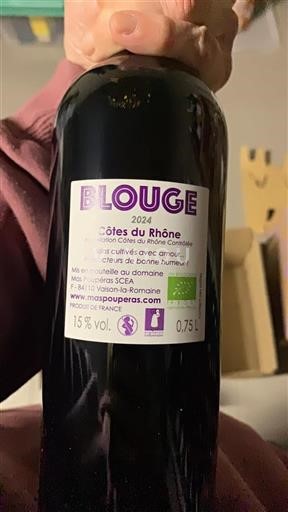 BLOUGE
2024
Côtes du Rhône
Appellation Côtes du Rhône Contrôlée
cultivés avec amour...
de bonne humeur !
Mis en bouteille au domaine
Mas Poupéras SCEA
F - 84110 Vaison-la-Romaine
www.maspouperas.com
PRODUIT DE FRANCE
15 % vol.
0,75 L